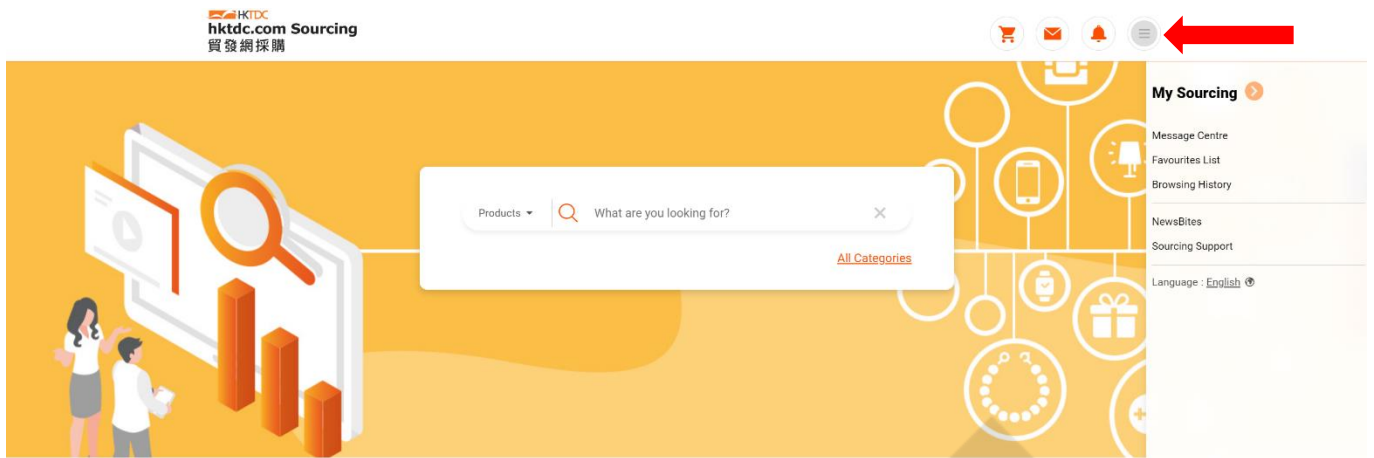 HKTDC
hktdc.com Sourcing
貿發網採購
My Sourcing
Message Centre
Favourites List
Browsing History
NewsBites
Sourcing Support
Language : English
Products
What are you looking for?
All Categories